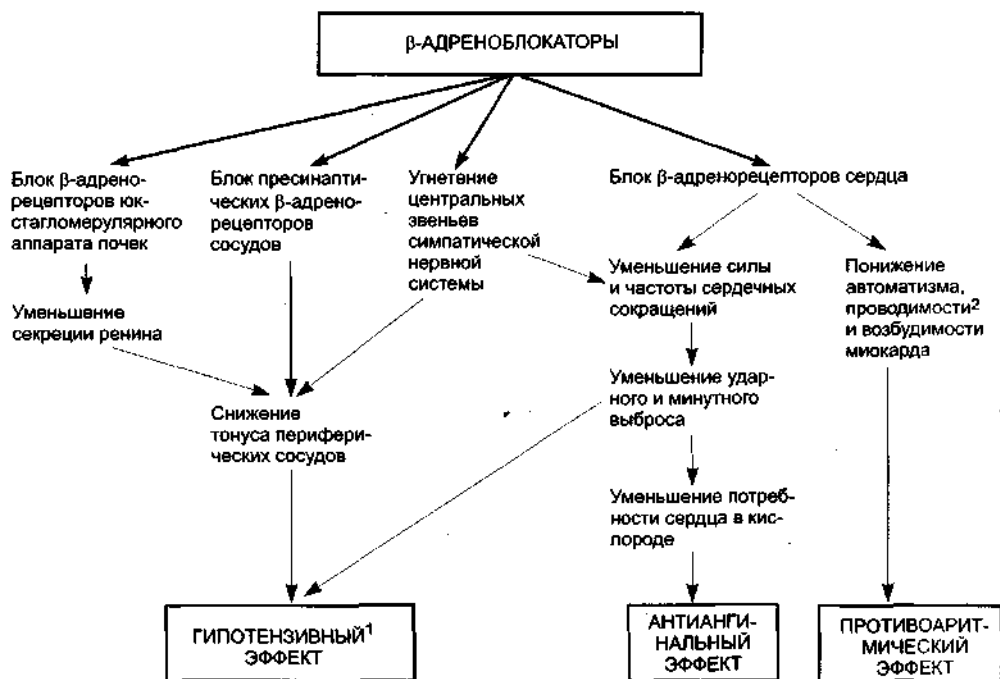 β-АДРЕНОБЛОКАТОРЫ
Блок β-адрено-
рецепторов юк-
стагломерулярного
аппарата почек
Блок пресинапти-
ческих β-адрено-
рецепторов
сосудов
Угнетение
центральных
звеньев
симпатической
нервной
системы
Блок β-адренорецепторов сердца
Уменьшение
секреции ренина
Уменьшение силы
и частоты сердечных
сокращений
Понижение
автоматизма,
проводимости²
и возбудимости
миокарда
Снижение
тонуса перифери-
ческих сосудов
Уменьшение удар-
ного и минутного
выброса
Уменьшение потреб-
ности сердца в кис-
лороде
ГИПОТЕНЗИВНЫЙ¹
ЭФФЕКТ
АНТИАНГИ-
НАЛЬНЫЙ
ЭФФЕКТ
ПРОТИВОАРИТ-
МИЧЕСКИЙ
ЭФФЕКТ